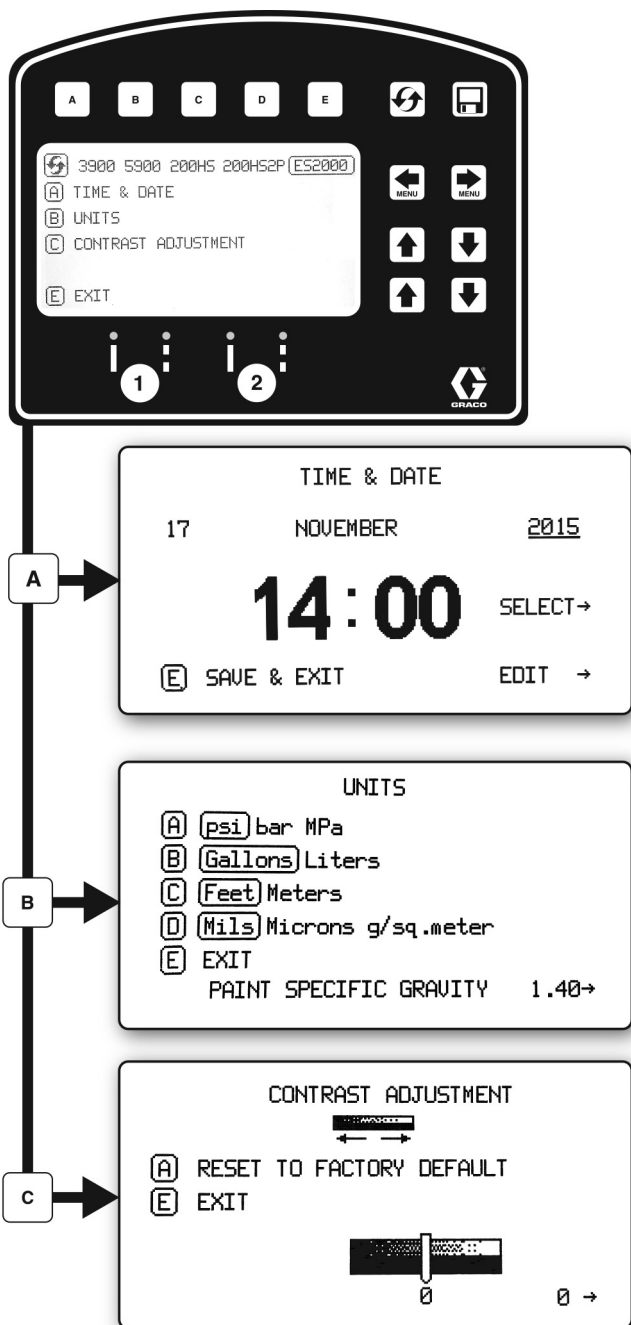 A B C D E
3900 5900 200HS 200HS2P ES2000
A TIME & DATE
B UNITS
C CONTRAST ADJUSTMENT
E EXIT
MENU MENU
1 2
GRACO
A
TIME & DATE
17 NOVEMBER 2015
14:00
SELECT→
E SAVE & EXIT EDIT →
B
UNITS
A psi bar MPa
B Gallons Liters
C Feet Meters
D Mils Microns g/sq.meter
E EXIT
PAINT SPECIFIC GRAVITY 1.40→
C
CONTRAST ADJUSTMENT
A RESET TO FACTORY DEFAULT
E EXIT
0 0 →